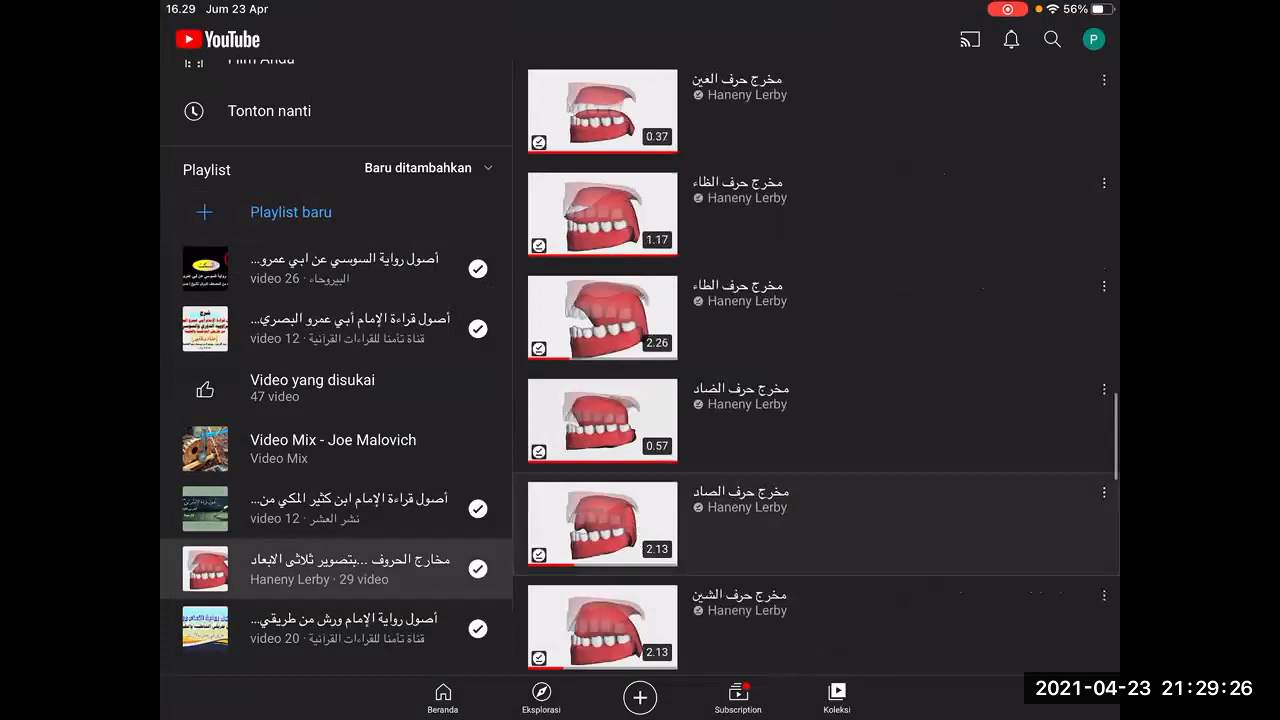 16.29 Jum 23 Apr
56%
YouTube
P
Film Anda
Tonton nanti
Playlist
Baru ditambahkan
Playlist baru
أصول رواية السوسي عن ابي عمرو...
البيروحاء · 26 video
أصول قراءة الإمام أبي عمرو البصري...
قناة تأمنا للقراءات القرآنية · 12 video
Video yang disukai
47 video
Video Mix - Joe Malovich
Video Mix
أصول قراءة الإمام ابن كثير المكي من...
نشر العشر · 12 video
مخارج الحروف ...بتصوير ثلاثى الابعاد
Haneny Lerby · 29 video
أصول رواية الإمام ورش من طريقي...
قناة تأمنا للقراءات القرآنية · 20 video
مخرج حرف العين
Haneny Lerby
0.37
مخرج حرف الظاء
Haneny Lerby
1.17
مخرج حرف الطاء
Haneny Lerby
2.26
مخرج حرف الضاد
Haneny Lerby
0.57
مخرج حرف الصاد
Haneny Lerby
2.13
مخرج حرف الشين
Haneny Lerby
2.13
Beranda
Eksplorasi
Subscription
Koleksi
2021-04-23 21:29:26